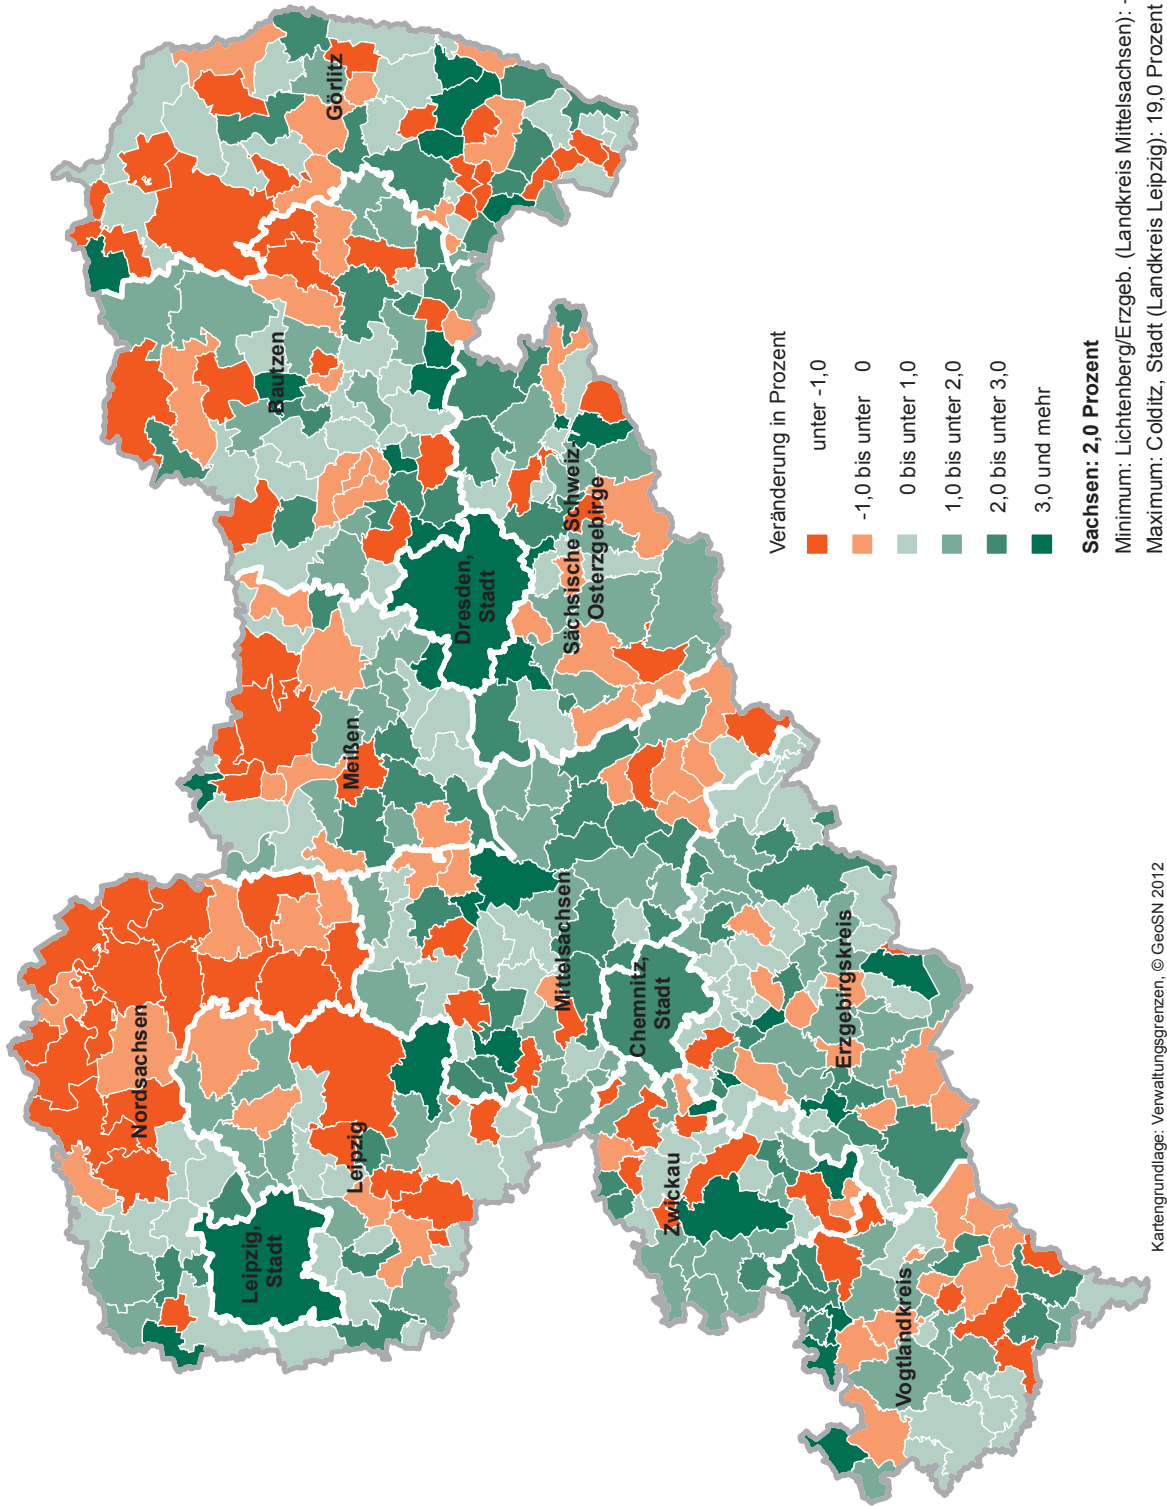 Görlitz
Bautzen
Nordsachsen
Meißen
Dresden,
Stadt
Sächsische Schweiz-
Osterzgebirge
Leipzig
Leipzig,
Stadt
Mittelsachsen
Chemnitz,
Stadt
Erzgebirgskreis
Zwickau
Vogtlandkreis
Veränderung in Prozent
unter -1,0
-1,0 bis unter 0
0 bis unter 1,0
1,0 bis unter 2,0
2,0 bis unter 3,0
3,0 und mehr
Sachsen: 2,0 Prozent
Minimum: Lichtenberg/Erzgeb. (Landkreis Mittelsachsen): -
Maximum: Colditz, Stadt (Landkreis Leipzig): 19,0 Prozent
Kartengrundlage: Verwaltungsgrenzen, © GeoSN 2012